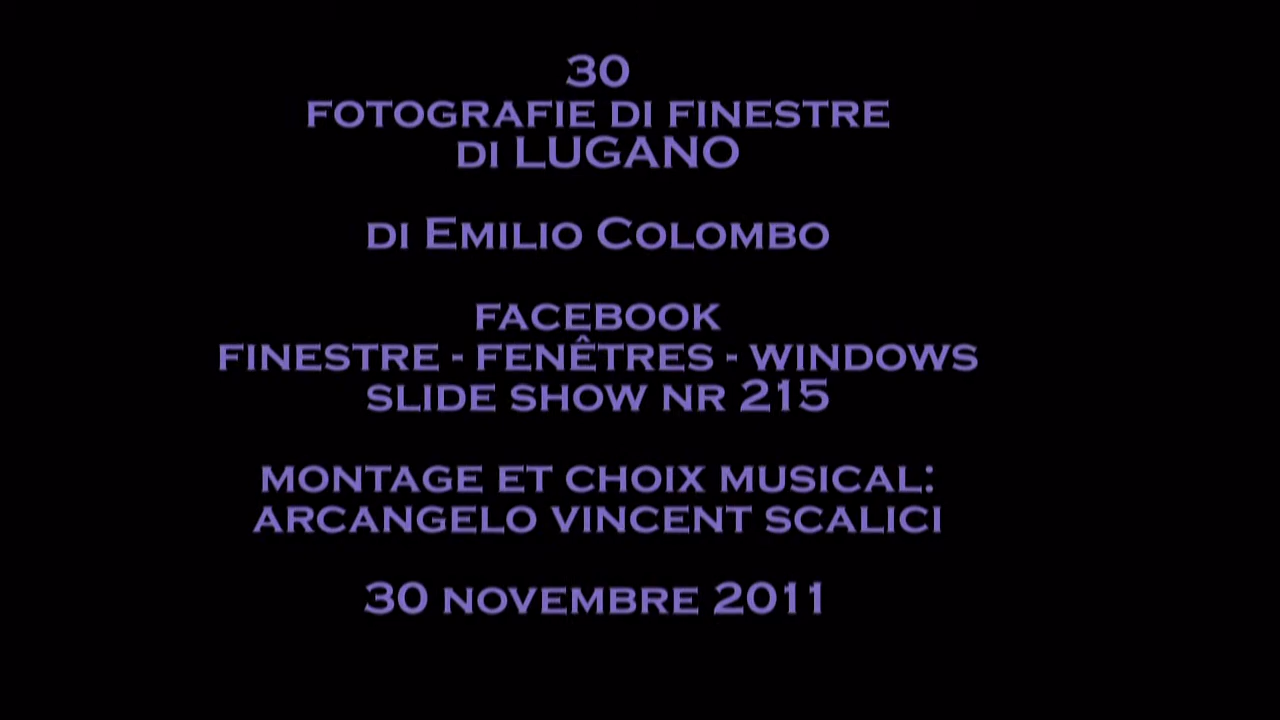 30
FOTOGRAFIE DI FINESTRE
DI LUGANO
DI EMILIO COLOMBO
FACEBOOK
FINESTRE - FENÊTRES - WINDOWS
SLIDE SHOW NR 215
MONTAGE ET CHOIX MUSICAL:
ARCANGELO VINCENT SCALICI
30 NOVEMBRE 2011